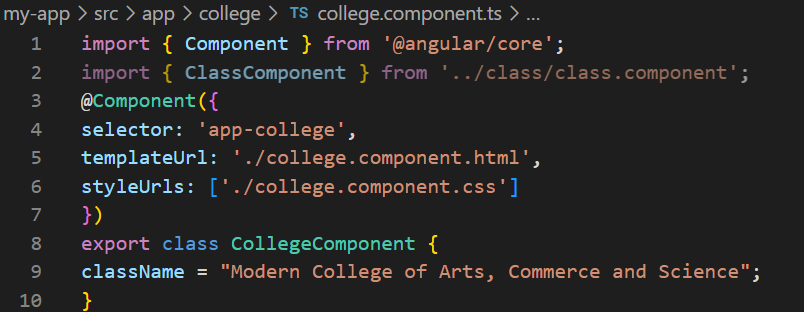 my-app > src > app > college > TS college.component.ts > ...
1 import { Component } from '@angular/core';
2 import { ClassComponent } from '../class/class.component';
3 @Component({
4 selector: 'app-college',
5 templateUrl: './college.component.html',
6 styleUrls: ['./college.component.css']
7 })
8 export class CollegeComponent {
9 className = "Modern College of Arts, Commerce and Science";
10 }